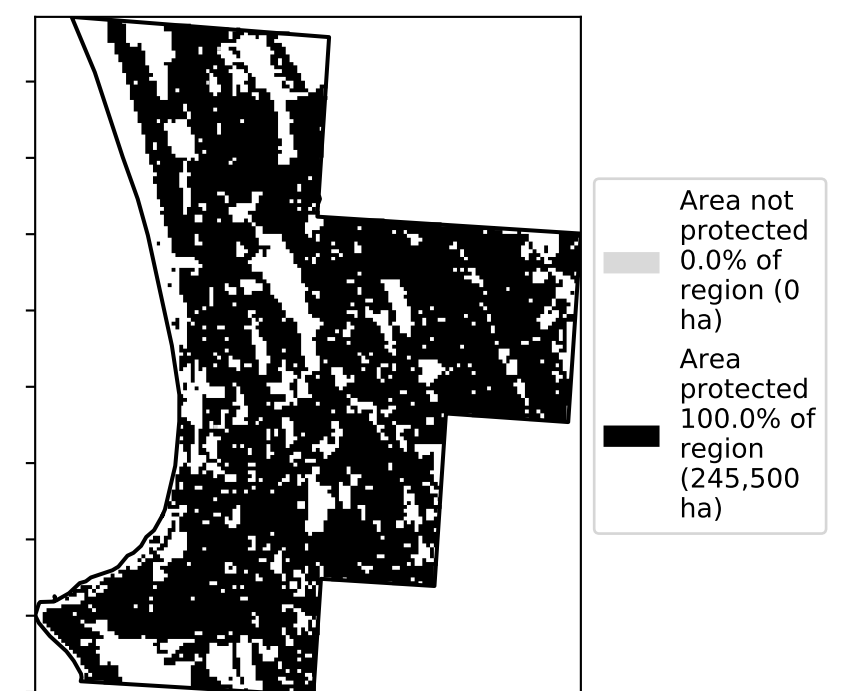 Area not
protected
0.0% of
region (0
ha)
Area
protected
100.0% of
region
(245,500
ha)